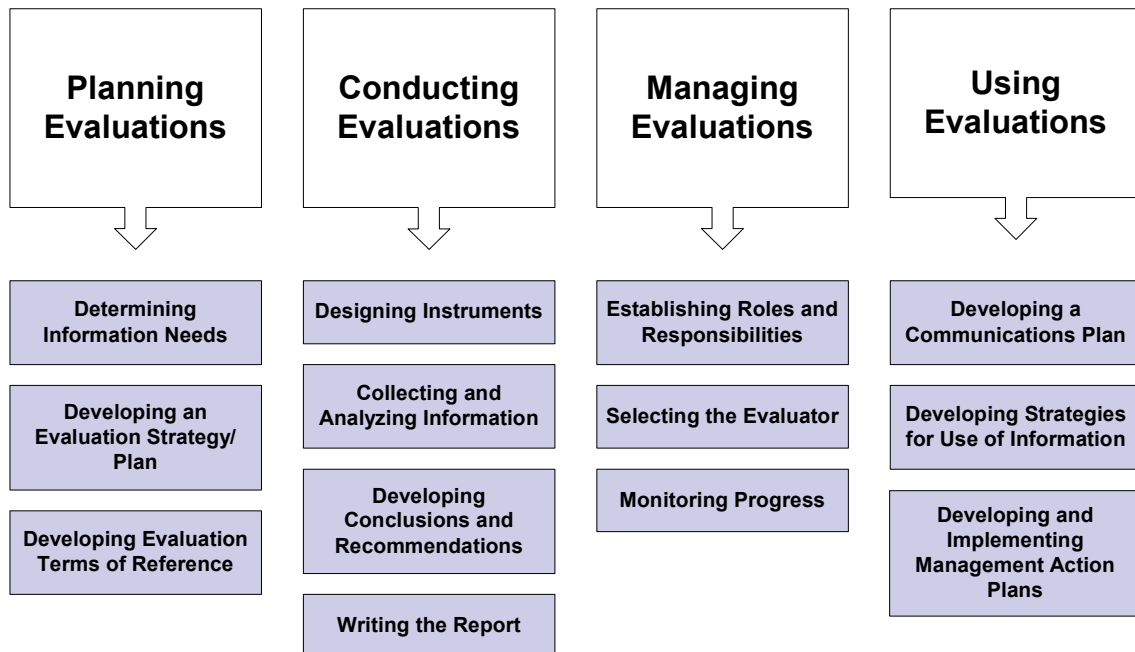 Planning
Evaluations
Determining
Information Needs
Developing an
Evaluation Strategy/
Plan
Developing Evaluation
Terms of Reference
Conducting
Evaluations
Designing Instruments
Collecting and
Analyzing Information
Developing
Conclusions and
Recommendations
Writing the Report
Managing
Evaluations
Establishing Roles and
Responsibilities
Selecting the Evaluator
Monitoring Progress
Using
Evaluations
Developing a
Communications Plan
Developing Strategies
for Use of Information
Developing and
Implementing
Management Action
Plans